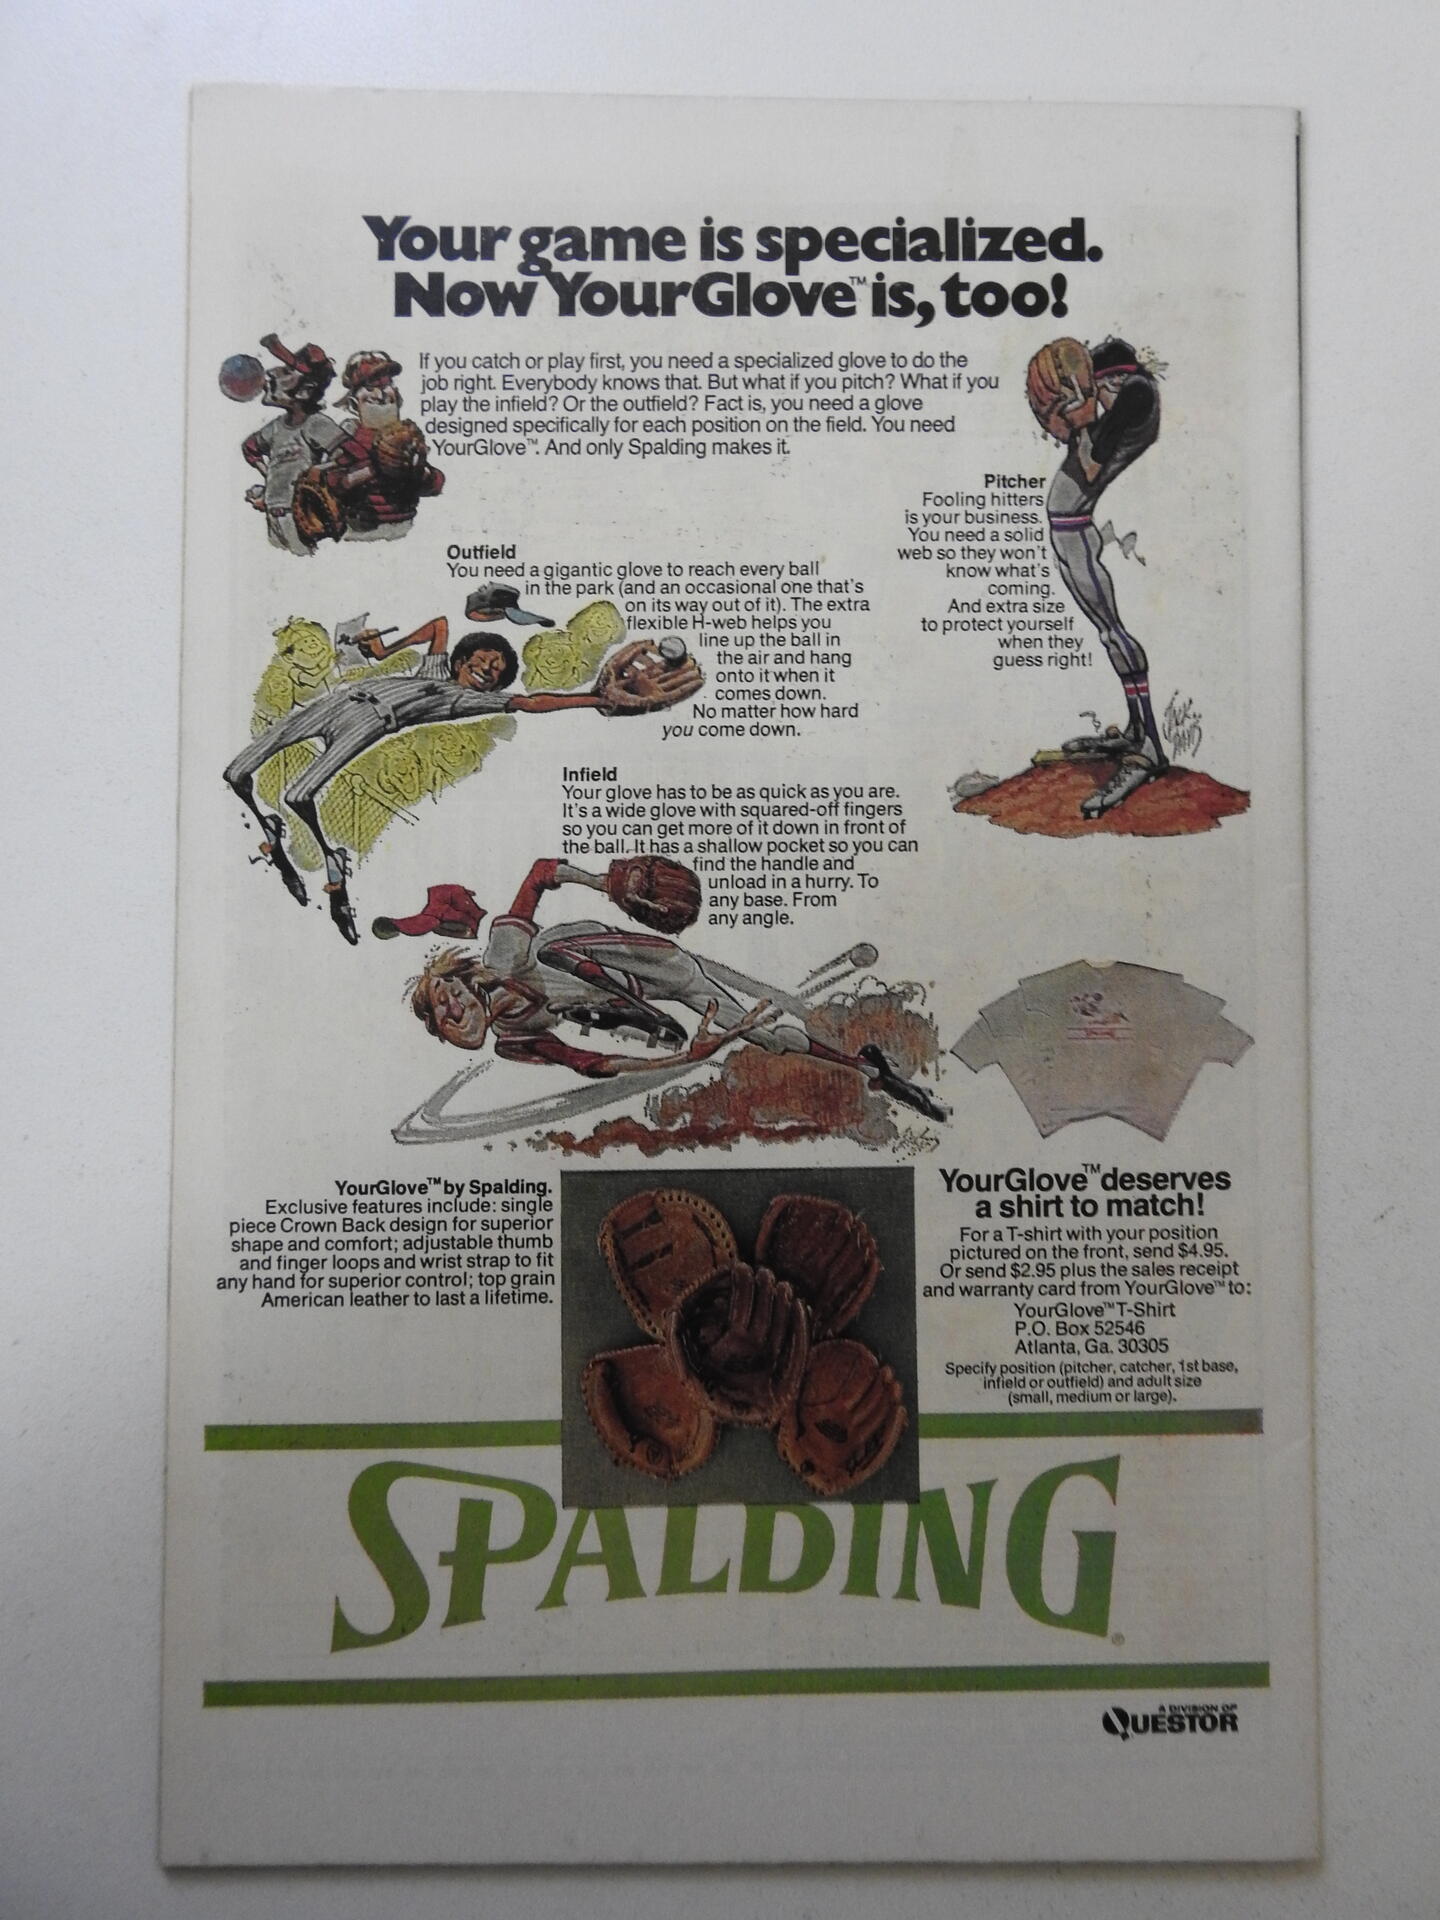 Your game is specialized.
Now YourGlove™ is, too!
If you catch or play first, you need a specialized glove to do the
job right. Everybody knows that. But what if you pitch? What if you
play the infield? Or the outfield? Fact is, you need a glove
designed specifically for each position on the field. You need
YourGlove™. And only Spalding makes it.
Pitcher
Fooling hitters
is your business.
You need a solid
web so they won't
know what's
coming.
And extra size
to protect yourself
when they
guess right!
JACK
DAVIS
Outfield
You need a gigantic glove to reach every ball
in the park (and an occasional one that's
on its way out of it). The extra
flexible H-web helps you
line up the ball in
the air and hang
onto it when it
comes down.
No matter how hard
you come down.
Infield
Your glove has to be as quick as you are.
It's a wide glove with squared-off fingers
so you can get more of it down in front of
the ball. It has a shallow pocket so you can
find the handle and
unload in a hurry. To
any base. From
any angle.
YourGlove™ by Spalding.
Exclusive features include: single
piece Crown Back design for superior
shape and comfort; adjustable thumb
and finger loops and wrist strap to fit
any hand for superior control; top grain
American leather to last a lifetime.
YourGlove™ deserves
a shirt to match!
For a T-shirt with your position
pictured on the front, send $4.95.
Or send $2.95 plus the sales receipt
and warranty card from YourGlove™ to:
YourGlove™ T-Shirt
P.O. Box 52546
Atlanta, Ga. 30305
Specify position (pitcher, catcher, 1st base,
infield or outfield) and adult size
(small, medium or large).
SPALDING®
A DIVISION OF
QUESTOR